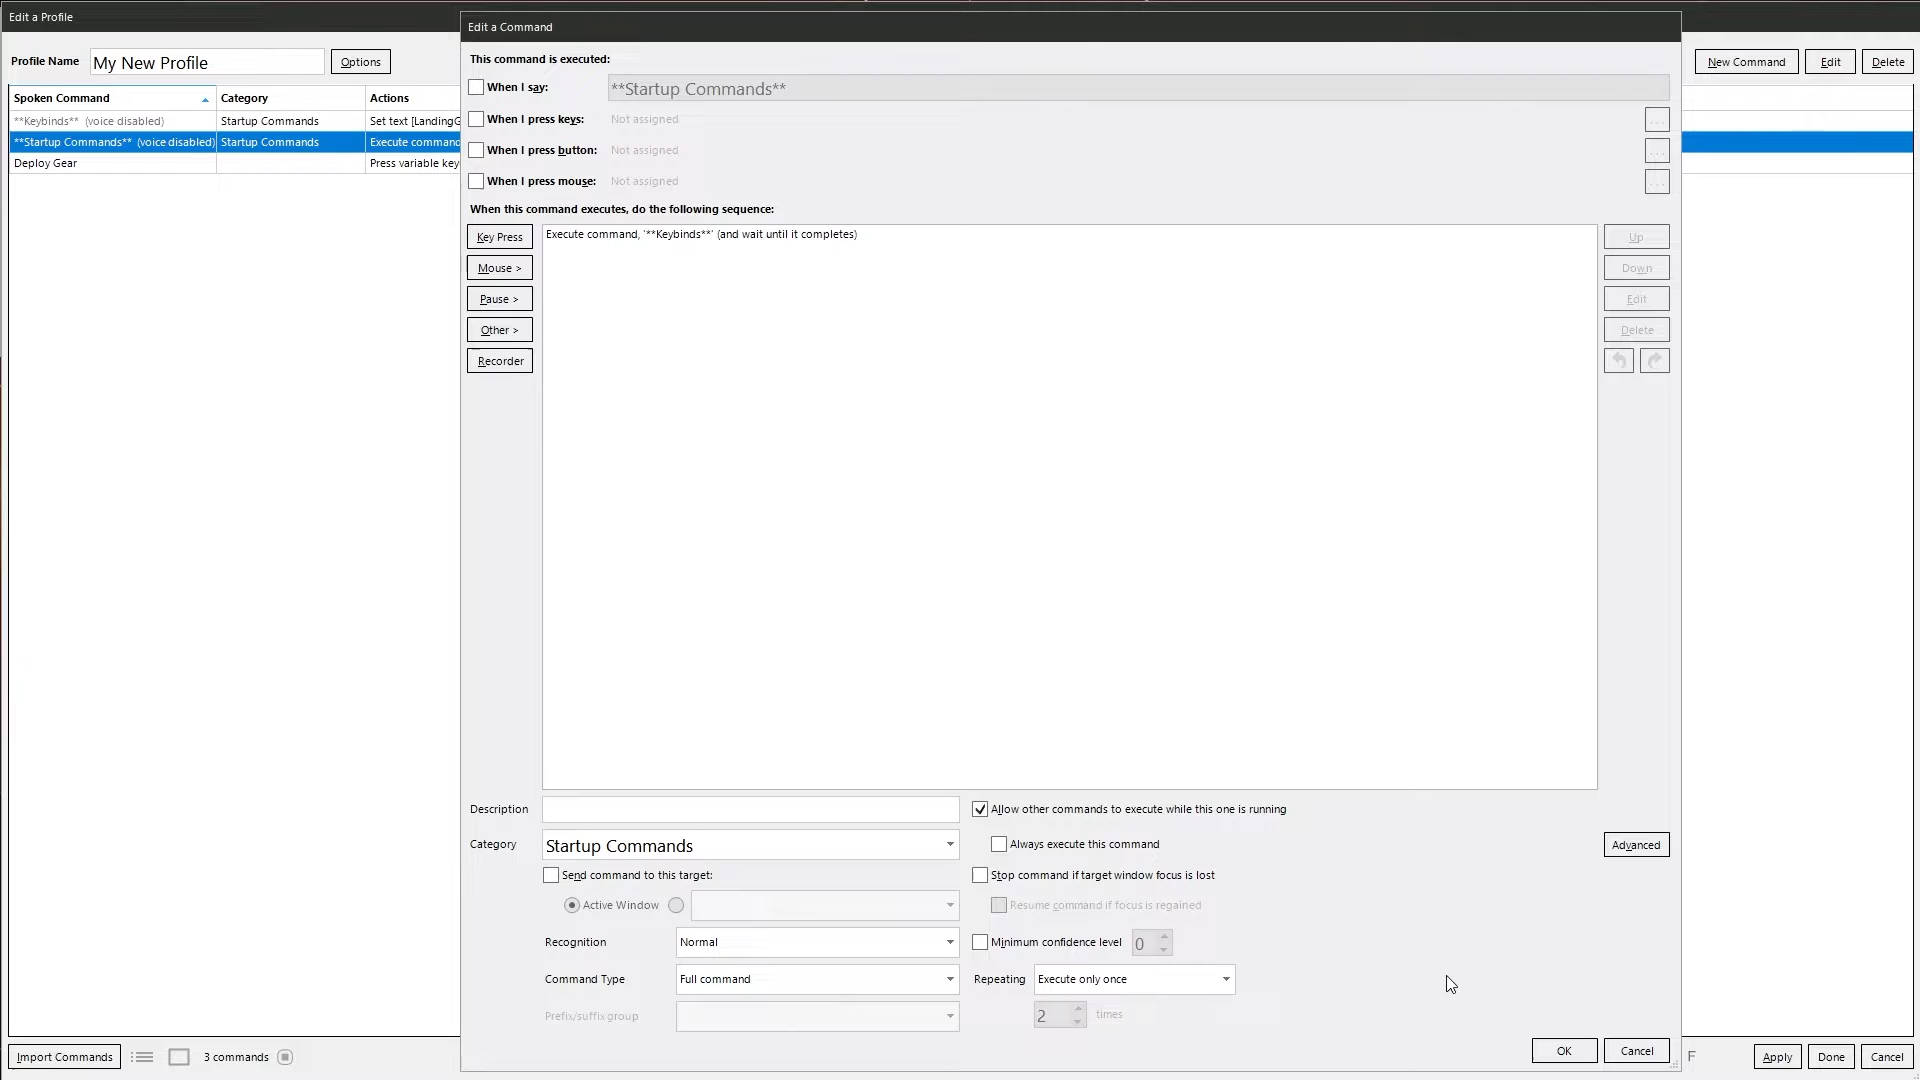 Edit a Profile
Profile Name My New Profile Options New Command Edit Delete
Spoken Command Category Actions
**Keybinds** (voice disabled) Startup Commands Set text [LandingG
**Startup Commands** (voice disabled) Startup Commands Execute command
Deploy Gear Press variable key
Edit a Command
This command is executed:
When I say: **Startup Commands**
When I press keys: Not assigned ...
When I press button: Not assigned ...
When I press mouse: Not assigned ...
When this command executes, do the following sequence:
Key Press Execute command, '**Keybinds**' (and wait until it completes) Up
Mouse > Down
Pause > Edit
Other > Delete
Recorder
Description Allow other commands to execute while this one is running
Category Startup Commands Always execute this command Advanced
Send command to this target: Stop command if target window focus is lost
Active Window Resume command if focus is regained
Recognition Normal Minimum confidence level 0
Command Type Full command Repeating Execute only once
Prefix/suffix group 2 times
OK Cancel
Import Commands 3 commands F Apply Done Cancel